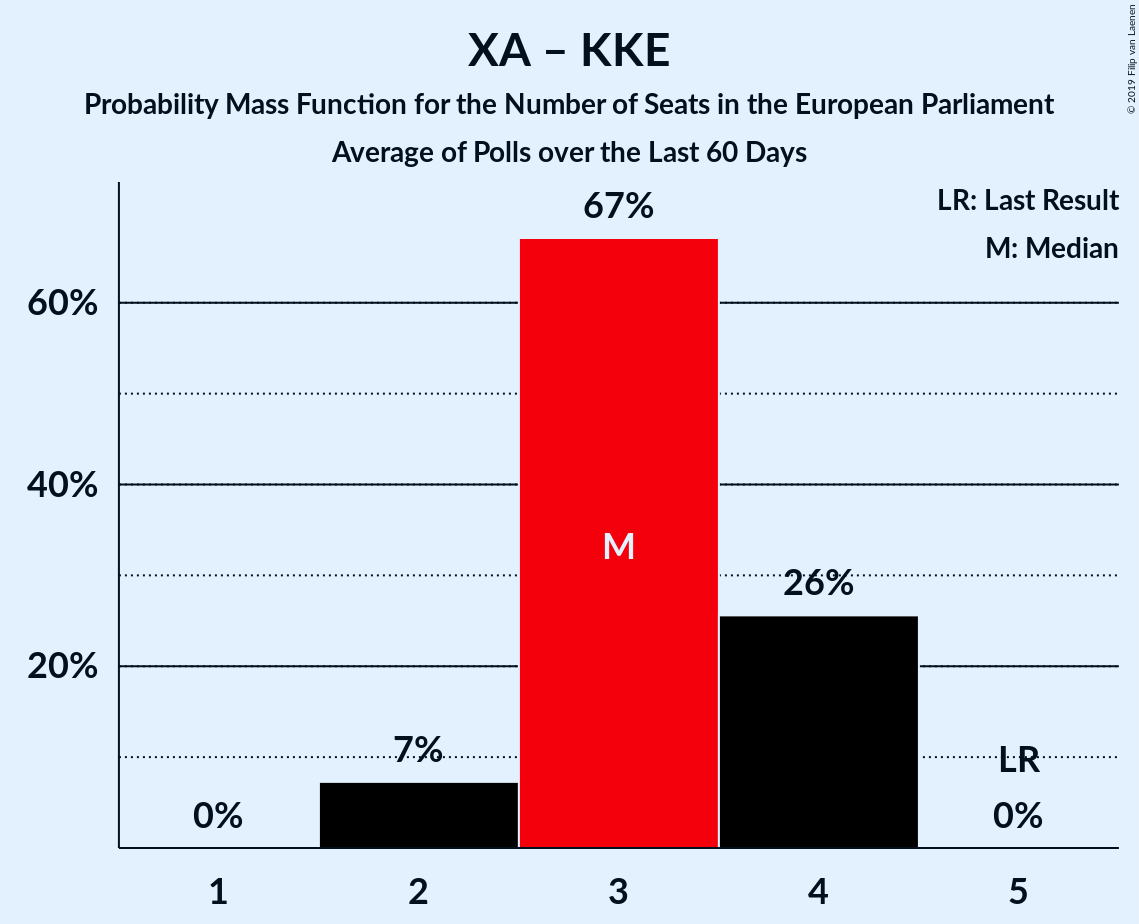 XA – KKE
Probability Mass Function for the Number of Seats in the European Parliament
Average of Polls over the Last 60 Days
© 2019 Filip van Laenen
LR: Last Result
M: Median
67%
60%
40%
M
26%
20%
7%
LR
0%
0%
1
2
3
4
5